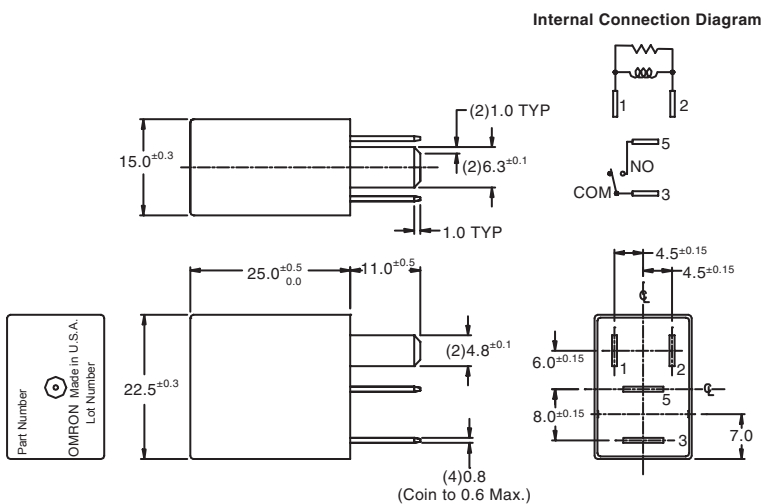 Internal Connection Diagram
1
2
5
NO
COM
3
(2)1.0 TYP
15.0±0.3
(2)6.3±0.1
1.0 TYP
25.0±0.5
0.0
11.0±0.5
4.5±0.15
4.5±0.15
℄
Part Number
OMRON Made in U.S.A.
Lot Number
22.5±0.3
(2)4.8±0.1
6.0±0.15
1
2
℄
5
8.0±0.15
3
7.0
(4)0.8
(Coin to 0.6 Max.)